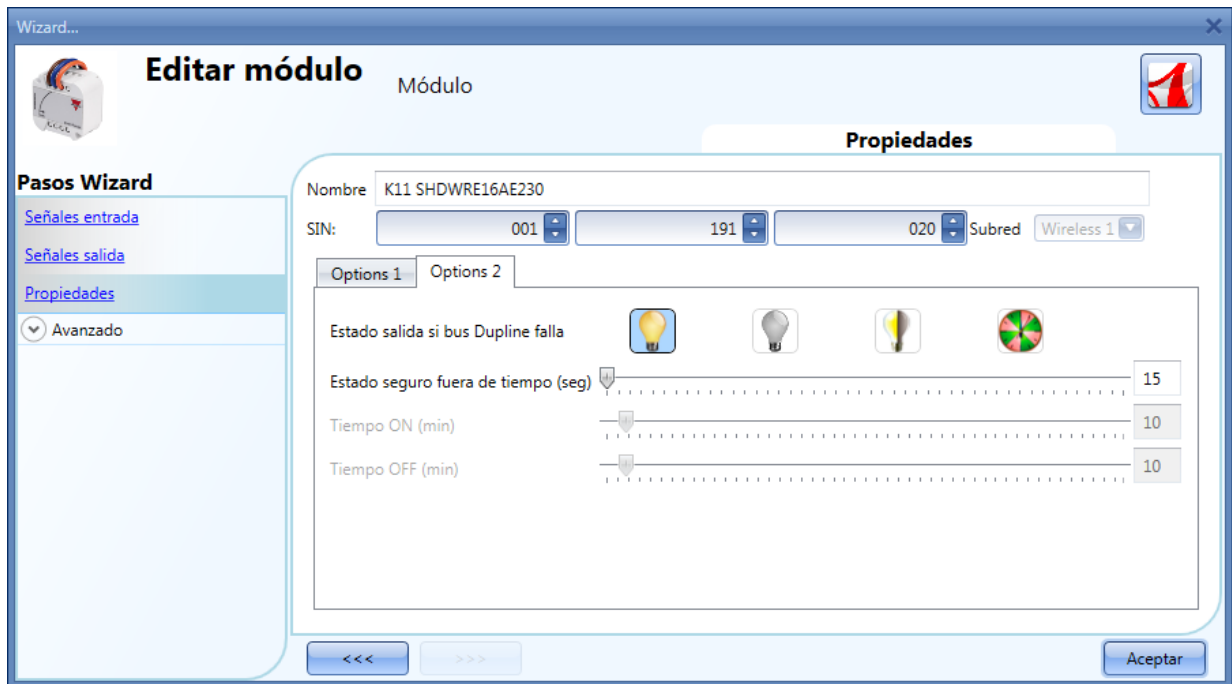 Wizard...
Editar módulo
Módulo
Propiedades
Pasos Wizard
Señales entrada
Señales salida
Propiedades
Avanzado
Nombre K11 SHDWRE16AE230
SIN: 001 191 020 Subred Wireless 1
Options 1 Options 2
Estado salida si bus Dupline falla
Estado seguro fuera de tiempo (seg) 15
Tiempo ON (min) 10
Tiempo OFF (min) 10
<<< >>> Aceptar